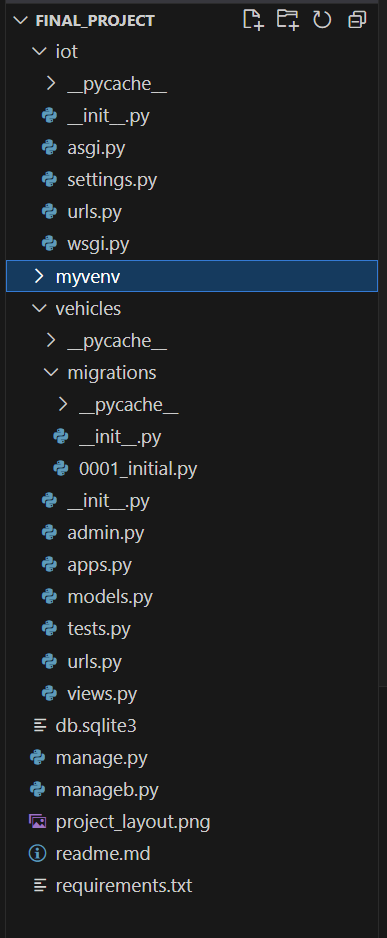 FINAL_PROJECT
iot
__pycache__
__init__.py
asgi.py
settings.py
urls.py
wsgi.py
myvenv
vehicles
__pycache__
migrations
__pycache__
__init__.py
0001_initial.py
__init__.py
admin.py
apps.py
models.py
tests.py
urls.py
views.py
db.sqlite3
manage.py
manageb.py
project_layout.png
readme.md
requirements.txt